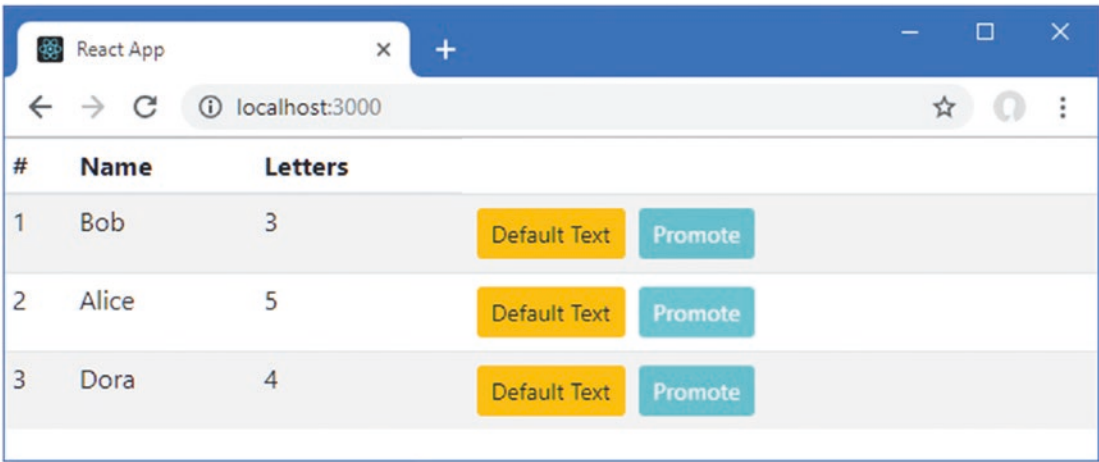 React App
localhost:3000
# Name Letters
1 Bob 3 Default Text Promote
2 Alice 5 Default Text Promote
3 Dora 4 Default Text Promote